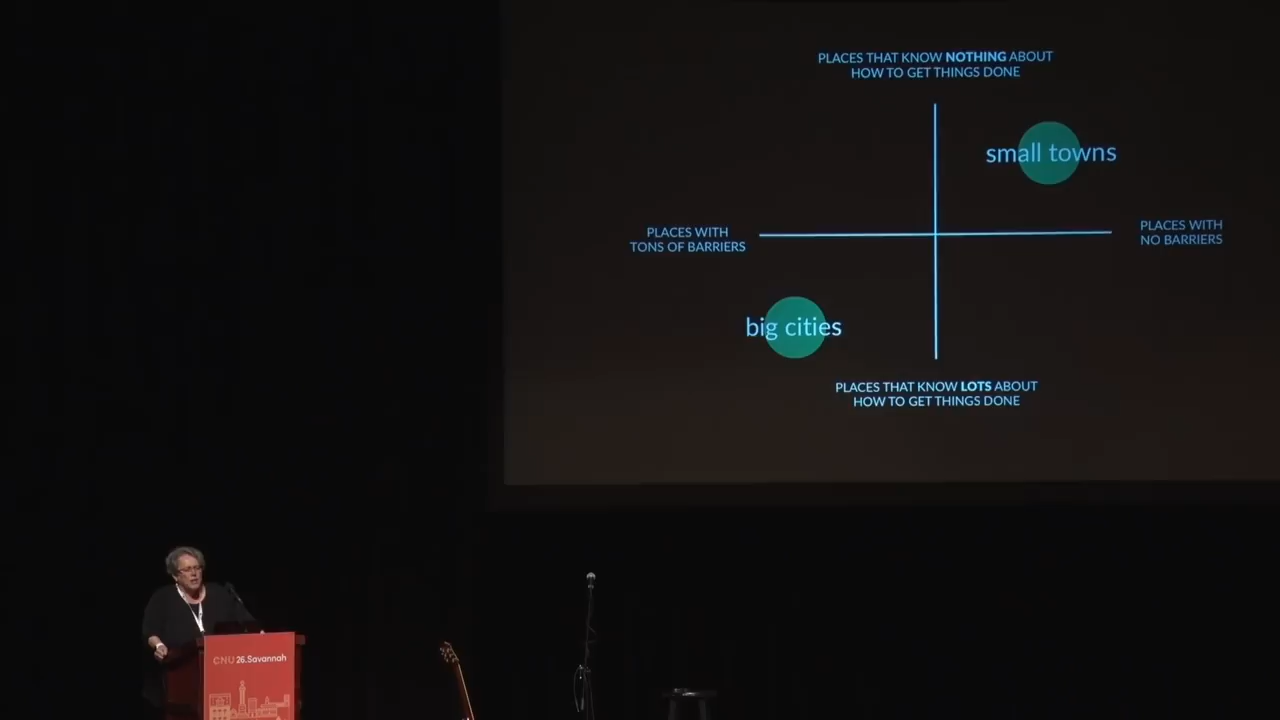 PLACES THAT KNOW NOTHING ABOUT
HOW TO GET THINGS DONE
small towns
PLACES WITH
TONS OF BARRIERS
PLACES WITH
NO BARRIERS
big cities
PLACES THAT KNOW LOTS ABOUT
HOW TO GET THINGS DONE
CNU 26.Savannah